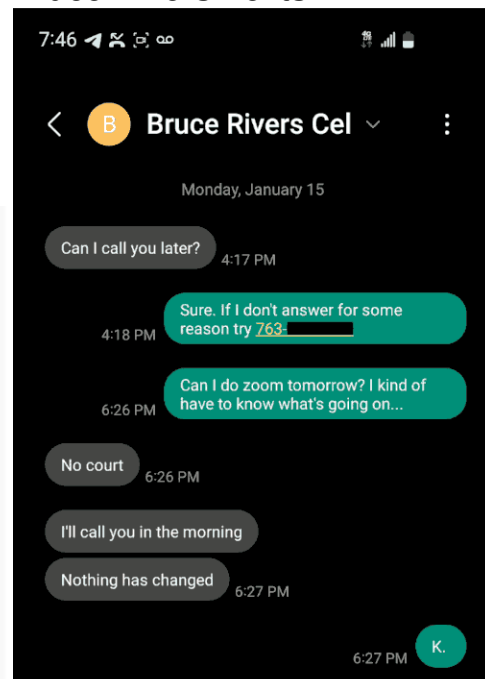 7:46
B Bruce Rivers Cel
Monday, January 15
Can I call you later?
4:17 PM
Sure. If I don't answer for some
reason try 763-
4:18 PM
Can I do zoom tomorrow? I kind of
have to know what's going on...
6:26 PM
No court
6:26 PM
I'll call you in the morning
Nothing has changed
6:27 PM
K.
6:27 PM